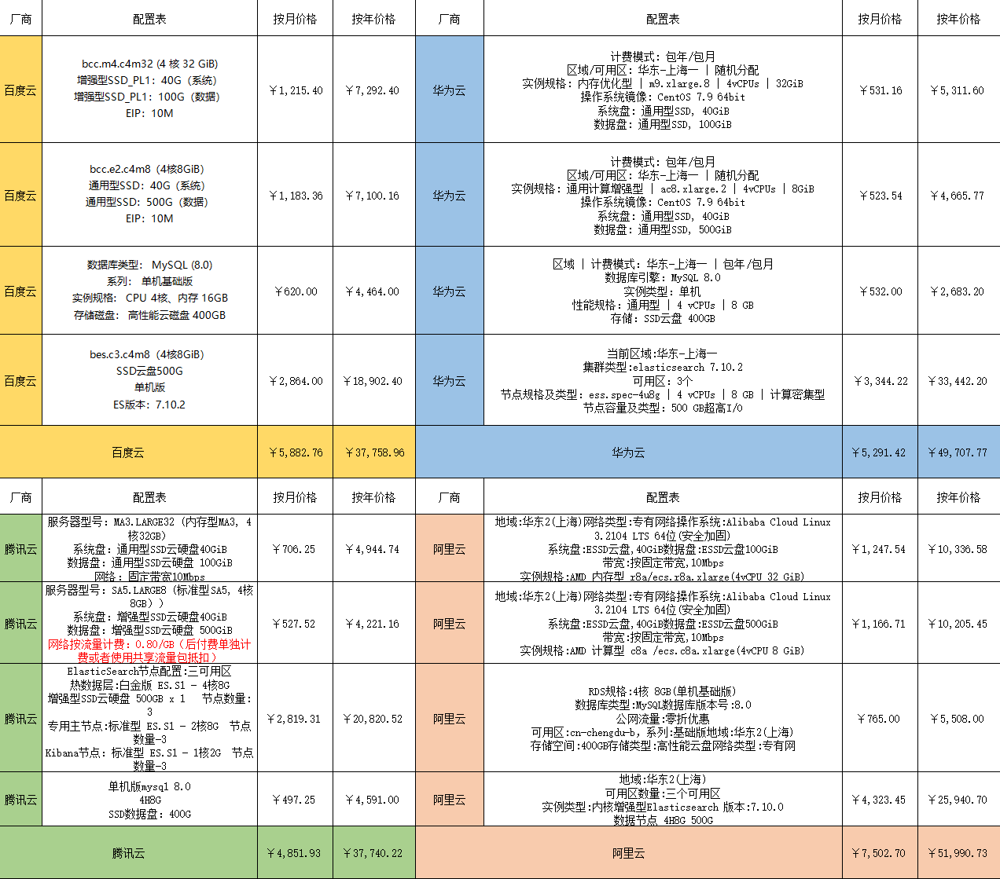 厂商
配置表
按月价格
按年价格
厂商
配置表
按月价格
按年价格
百度云
bcc.m4.c4m32 (4 核 32 GiB)
增强型SSD_PL1：40G（系统）
增强型SSD_PL1：100G（数据）
EIP：10M
￥1,215.40
￥7,292.40
华为云
计费模式：包年/包月
区域/可用区：华东-上海一 | 随机分配
实例规格：内存优化型 | m9.xlarge.8 | 4vCPUs | 32GiB
操作系统镜像：CentOS 7.9 64bit
系统盘：通用型SSD, 40GiB
数据盘：通用型SSD, 100GiB
￥531.16
￥5,311.60
百度云
bcc.e2.c4m8（4核8GiB）
通用型SSD：40G（系统）
通用型SSD：500G（数据）
EIP：10M
￥1,183.36
￥7,100.16
华为云
计费模式：包年/包月
区域/可用区：华东-上海一 | 随机分配
实例规格：通用计算增强型 | ac8.xlarge.2 | 4vCPUs | 8GiB
操作系统镜像：CentOS 7.9 64bit
系统盘：通用型SSD, 40GiB
数据盘：通用型SSD, 500GiB
￥523.54
￥4,665.77
百度云
数据库类型： MySQL (8.0)
系列： 单机基础版
实例规格： CPU 4核、内存 16GB
存储磁盘： 高性能云磁盘 400GB
￥620.00
￥4,464.00
华为云
区域 | 计费模式：华东-上海一 | 包年/包月
数据库引擎：MySQL 8.0
实例类型：单机
性能规格：通用型 | 4 vCPUs | 8 GB
存储：SSD云盘 400GB
￥532.00
￥2,683.20
百度云
bes.c3.c4m8（4核8GiB）
SSD云盘500G
单机版
ES版本：7.10.2
￥2,864.00
￥18,902.40
华为云
当前区域:华东-上海一
集群类型:elasticsearch 7.10.2
可用区：3个
节点规格及类型：ess.spec-4u8g | 4 vCPUs | 8 GB | 计算密集型
节点容量及类型：500 GB超高I/O
￥3,344.22
￥33,442.20
百度云
￥5,882.76
￥37,758.96
华为云
￥5,291.42
￥49,707.77
厂商
配置表
按月价格
按年价格
厂商
配置表
按月价格
按年价格
腾讯云
服务器型号：MA3.LARGE32（内存型MA3, 4
核32GB）
系统盘：通用型SSD云硬盘40GiB
数据盘：通用型SSD云硬盘 100GiB
网络：固定带宽10Mbps
￥706.25
￥4,944.74
阿里云
地域:华东2(上海)网络类型:专有网络操作系统:Alibaba Cloud Linux
3.2104 LTS 64位(安全加固)
系统盘:ESSD云盘,40GiB数据盘:ESSD云盘100GiB
带宽:按固定带宽,10Mbps
实例规格:AMD 内存型 r8a/ecs.r8a.xlarge(4vCPU 32 GiB)
￥1,247.54
￥10,336.58
腾讯云
服务器型号：SA5.LARGE8（标准型SA5, 4核
8GB））
系统盘：增强型SSD云硬盘40GiB
数据盘：增强型SSD云硬盘 500GiB
网络按流量计费：0.80/GB（后付费单独计
费或者使用共享流量包抵扣）
￥527.52
￥4,221.16
阿里云
地域:华东2(上海)网络类型:专有网络操作系统:Alibaba Cloud Linux
3.2104 LTS 64位(安全加固)
系统盘:ESSD云盘,40GiB数据盘:ESSD云盘500GiB
带宽:按固定带宽,10Mbps
实例规格:AMD 计算型 c8a /ecs.c8a.xlarge(4vCPU 8 GiB)
￥1,166.71
￥10,205.45
腾讯云
ElasticSearch节点配置:三可用区
热数据层:白金版 ES.S1 - 4核8G
增强型SSD云硬盘 500GB x 1 节点数量：
3
专用主节点:标准型 ES.S1 - 2核8G 节点
数量-3
Kibana节点：标准型 ES.S1 - 1核2G 节点
数量-3
￥2,819.31
￥20,820.52
阿里云
RDS规格:4核 8GB(单机基础版)
数据库类型:MySQL数据库版本号:8.0
公网流量:零折优惠
可用区:cn-chengdu-b，系列:基础版地域:华东2(上海)
存储空间:400GB存储类型:高性能云盘网络类型:专有网
￥765.00
￥5,508.00
腾讯云
单机版mysql 8.0
4H8G
SSD数据盘：400G
￥497.25
￥4,591.00
阿里云
地域:华东2(上海)
可用区数量:三个可用区
实例类型:内核增强型Elasticsearch 版本:7.10.0
数据节点 4H8G 500G
￥4,323.45
￥25,940.70
腾讯云
￥4,851.93
￥37,740.22
阿里云
￥7,502.70
￥51,990.73